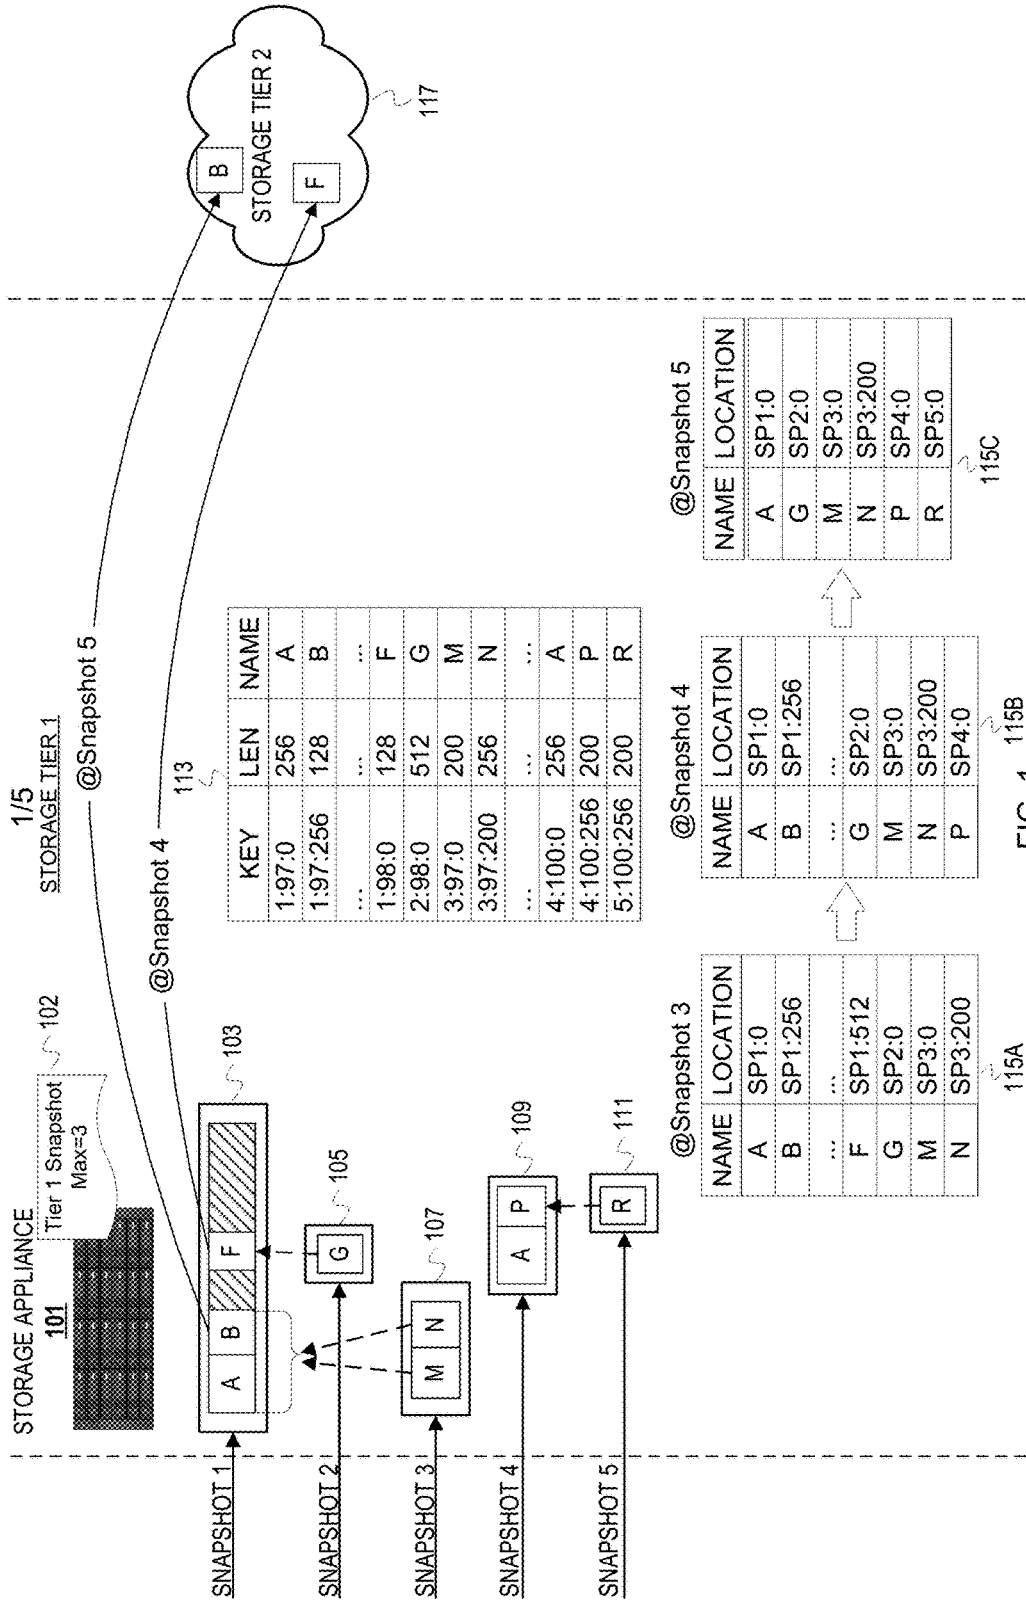 1/5
STORAGE TIER 1
STORAGE APPLIANCE
101
Tier 1 Snapshot
Max=3
102
@Snapshot 5
@Snapshot 4
STORAGE TIER 2
B
F
117
SNAPSHOT 1
A B F
103
SNAPSHOT 2
G
105
SNAPSHOT 3
M N
107
SNAPSHOT 4
A P
109
SNAPSHOT 5
R
111
113
KEY LEN NAME
1:97:0 256 A
1:97:256 128 B
... ... ...
1:98:0 128 F
2:98:0 512 G
3:97:0 200 M
3:97:200 256 N
... ... ...
4:100:0 256 A
4:100:256 200 P
5:100:256 200 R
@Snapshot 3
NAME LOCATION
A SP1:0
B SP1:256
... ...
F SP1:512
G SP2:0
M SP3:0
N SP3:200
115A
@Snapshot 4
NAME LOCATION
A SP1:0
B SP1:256
... ...
G SP2:0
M SP3:0
N SP3:200
P SP4:0
115B
@Snapshot 5
NAME LOCATION
A SP1:0
G SP2:0
M SP3:0
N SP3:200
P SP4:0
R SP5:0
115C
FIG. 1